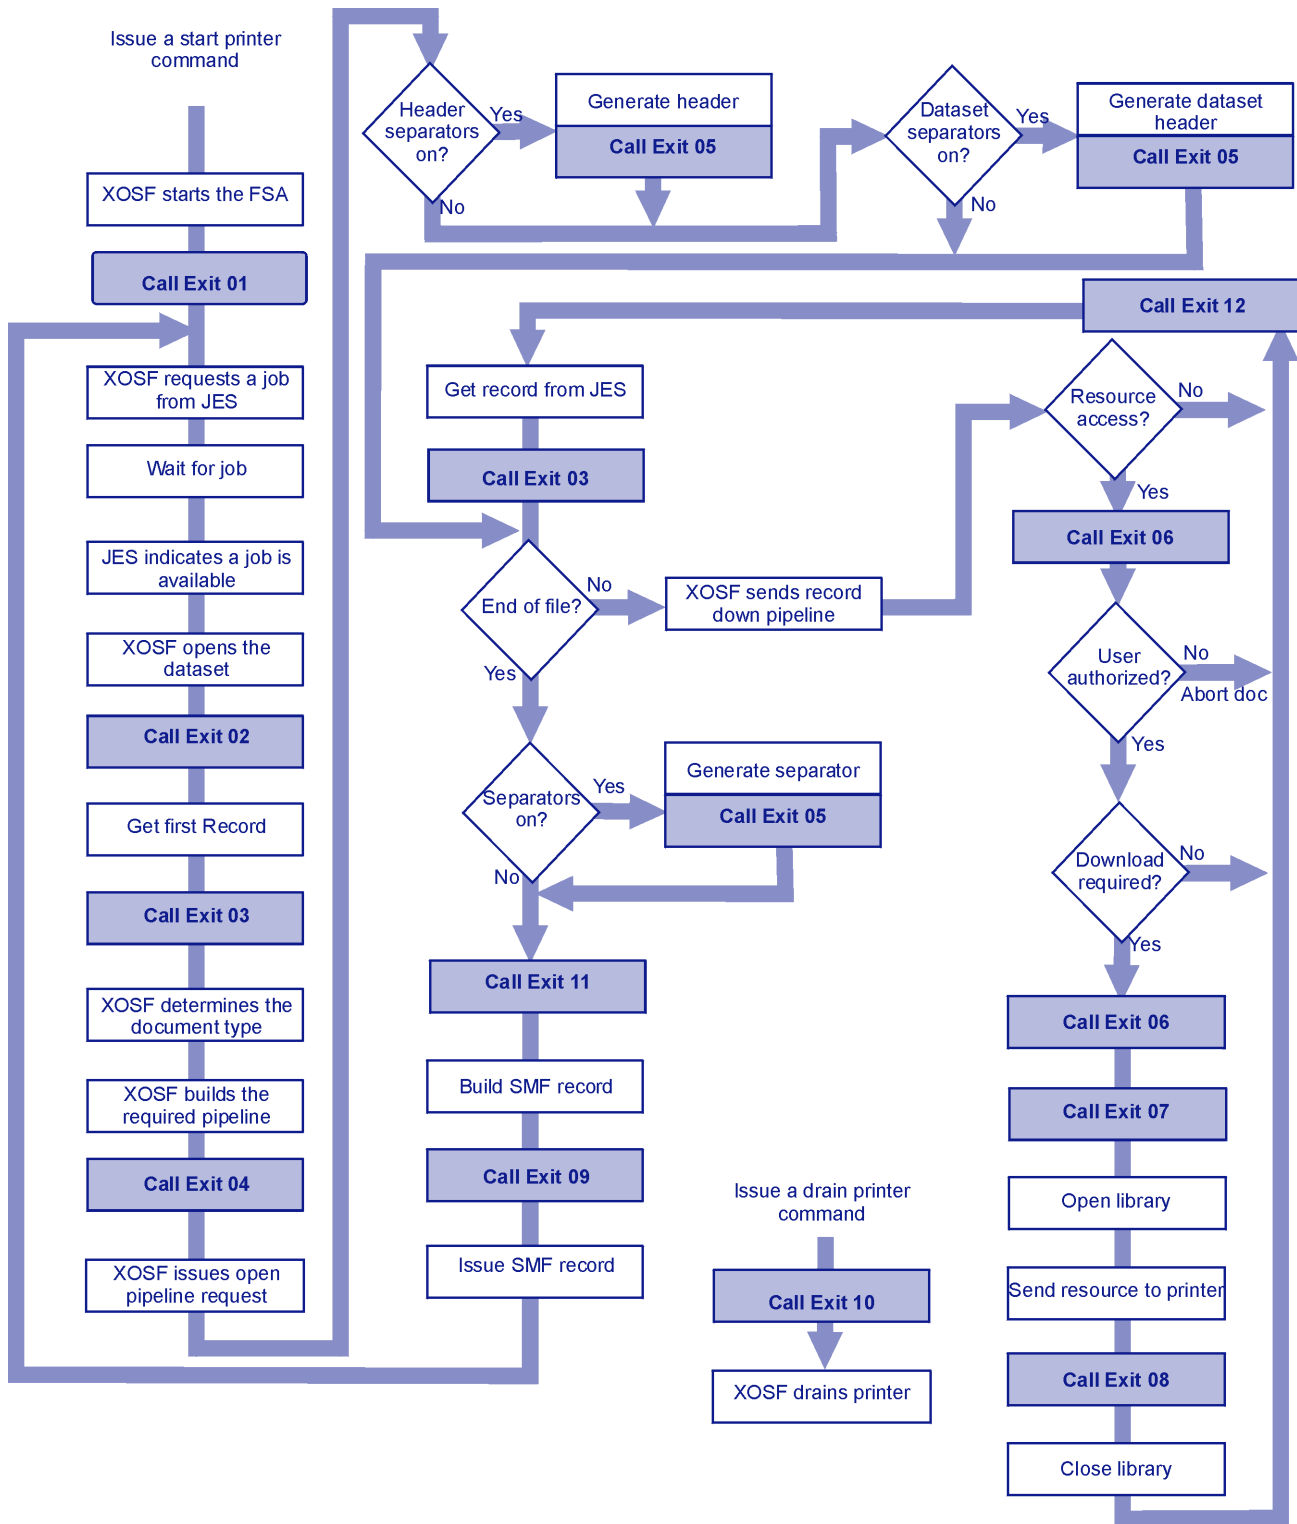 Issue a start printer
command
XOSF starts the FSA
Call Exit 01
XOSF requests a job
from JES
Wait for job
JES indicates a job is
available
XOSF opens the
dataset
Call Exit 02
Get first Record
Call Exit 03
XOSF determines the
document type
XOSF builds the
required pipeline
Call Exit 04
XOSF issues open
pipeline request
Header
separators
on?
Yes
No
Generate header
Call Exit 05
Dataset
separators
on?
Yes
No
Generate dataset
header
Call Exit 05
Call Exit 12
Get record from JES
Call Exit 03
End of file?
No
Yes
XOSF sends record
down pipeline
Separators
on?
Yes
No
Generate separator
Call Exit 05
Call Exit 11
Build SMF record
Call Exit 09
Issue SMF record
Issue a drain printer
command
Call Exit 10
XOSF drains printer
Resource
access?
No
Yes
Call Exit 06
User
authorized?
No
Abort doc
Yes
Download
required?
No
Yes
Call Exit 06
Call Exit 07
Open library
Send resource to printer
Call Exit 08
Close library